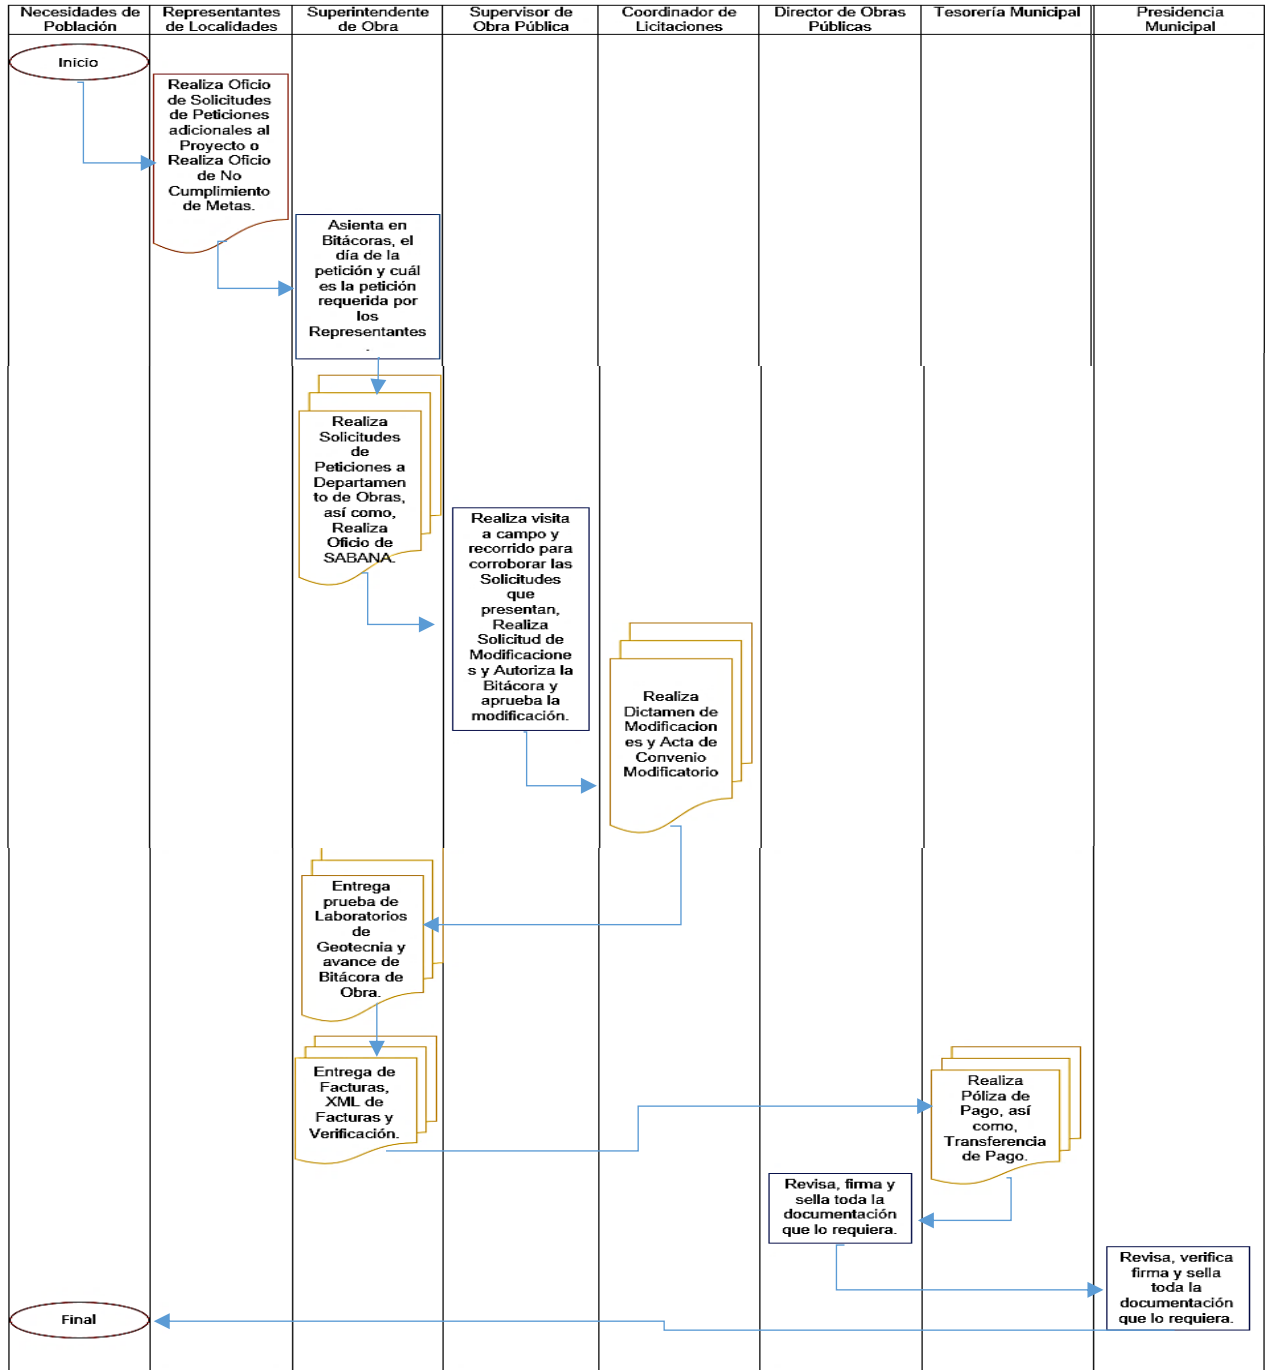 Necesidades de
Población
Representantes
de Localidades
Superintendente
de Obra
Supervisor de
Obra Pública
Coordinador de
Licitaciones
Director de Obras
Públicas
Tesorería Municipal
Presidencia
Municipal
Inicio
Realiza Oficio
de Solicitudes
de Peticiones
adicionales al
Proyecto o
Realiza Oficio
de No
Cumplimiento
de Metas.
Asienta en
Bitácoras, el
día de la
petición y cuál
es la petición
requerida por
los
Representantes
.
Realiza
Solicitudes
de
Peticiones a
Departamen
to de Obras,
así como,
Realiza
Oficio de
SABANA.
Realiza visita
a campo y
recorrido para
corroborar las
Solicitudes
que
presentan,
Realiza
Solicitud de
Modificacione
s y Autoriza la
Bitácora y
aprueba la
modificación.
Realiza
Dictamen de
Modificacion
es y Acta de
Convenio
Modificatorio
Entrega
prueba de
Laboratorios
de
Geotecnia y
avance de
Bitácora de
Obra.
Entrega de
Facturas,
XML de
Facturas y
Verificación.
Realiza
Póliza de
Pago, así
como,
Transferencia
de Pago.
Revisa, firma y
sella toda la
documentación
que lo requiera.
Revisa, verifica
firma y sella
toda la
documentación
que lo requiera.
Final